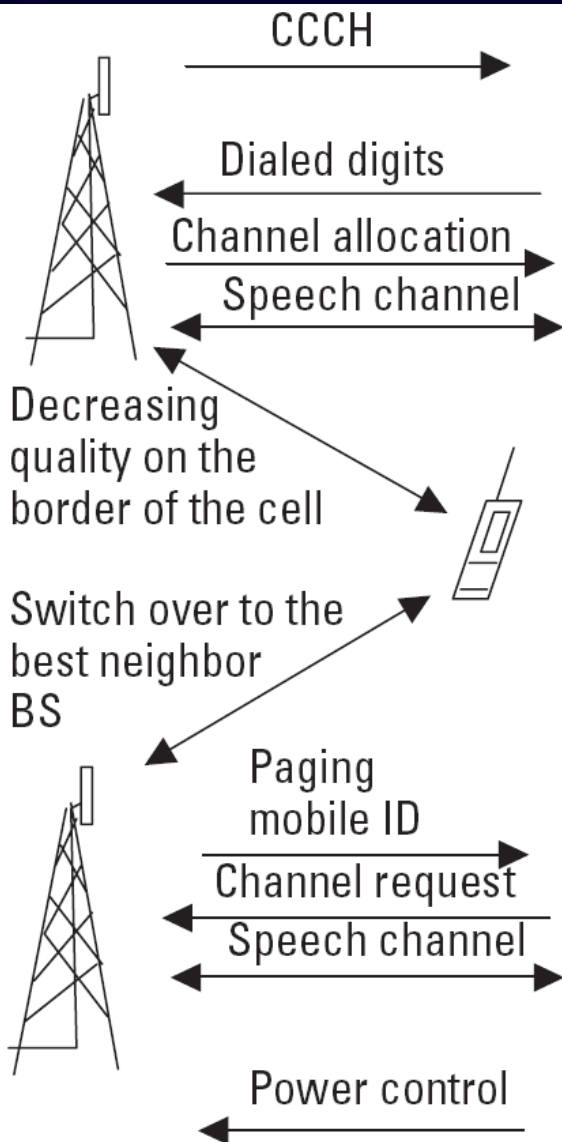 CCCH
Dialed digits
Channel allocation
Speech channel
Decreasing
quality on the
border of the cell
Switch over to the
best neighbor
BS
Paging
mobile ID
Channel request
Speech channel
Power control